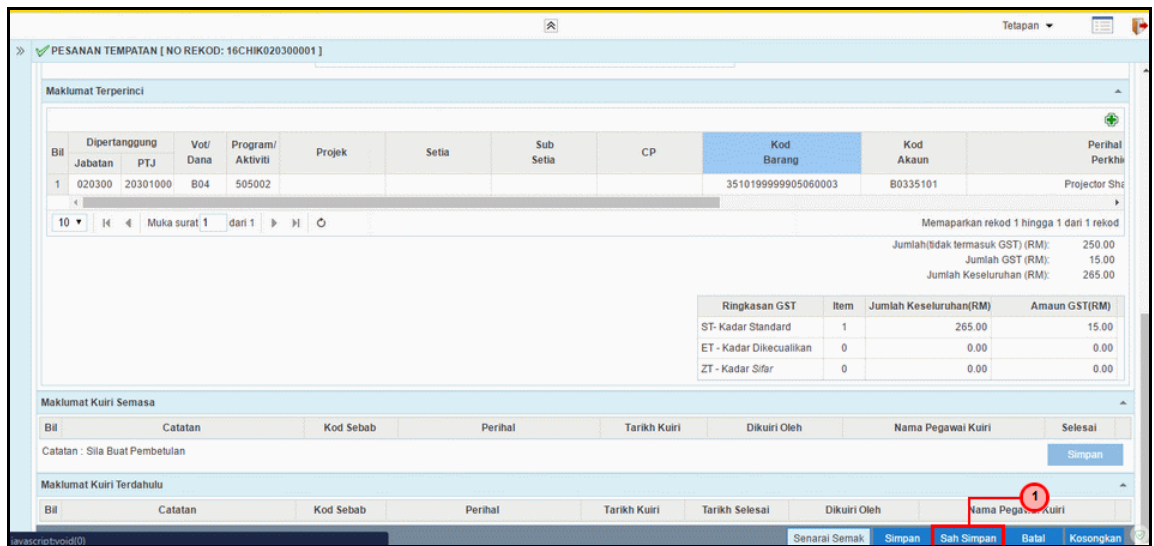 Tetapan
PESANAN TEMPATAN [ NO REKOD: 16CHIK020300001 ]
Maklumat Terperinci
Bil Dipertanggung Vot/ Dana Program/ Aktiviti Projek Setia Sub Setia CP Kod Barang Kod Akaun Perihal Perkhi
Jabatan PTJ
1 020300 20301000 B04 505002 3510199999905060003 B0335101 Projector Sha
10 Muka surat 1 dari 1 Memaparkan rekod 1 hingga 1 dari 1 rekod
Jumlah(tidak termasuk GST) (RM): 250.00
Jumlah GST (RM): 15.00
Jumlah Keseluruhan (RM): 265.00
Ringkasan GST Item Jumlah Keseluruhan(RM) Amaun GST(RM)
ST- Kadar Standard 1 265.00 15.00
ET - Kadar Dikecualikan 0 0.00 0.00
ZT - Kadar Sifar 0 0.00 0.00
Maklumat Kuiri Semasa
Bil Catatan Kod Sebab Perihal Tarikh Kuiri Dikuiri Oleh Nama Pegawai Kuiri Selesai
Catatan : Sila Buat Pembetulan Simpan
Maklumat Kuiri Terdahulu
1
Bil Catatan Kod Sebab Perihal Tarikh Kuiri Tarikh Selesai Dikuiri Oleh Nama Pegawai Kuiri
javascript:void(0) Senarai Semak Simpan Sah Simpan Batal Kosongkan